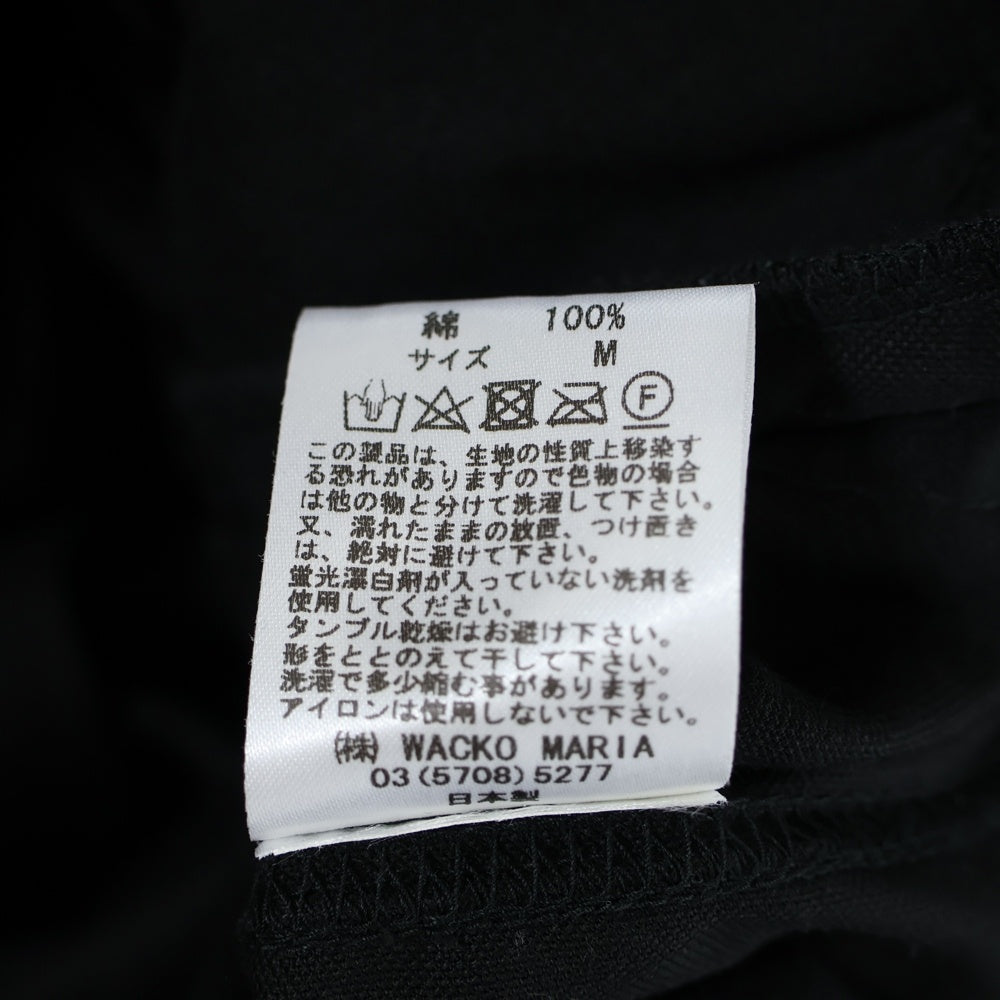 綿 100%
サイズ M
F
この製品は、生地の性質上移染す
る恐れがありますので色物の場合
は他の物と分けて洗濯して下さい。
又、濡れたままの放置、つけ置き
は、絶対に避けて下さい。
蛍光漂白剤が入っていない洗剤を
使用してください。
タンブル乾燥はお避け下さい。
形をととのえて干して下さい。
洗濯で多少縮む事があります。
アイロンは使用しないで下さい。
㈱ WACKO MARIA
03(5708)5277
日本製